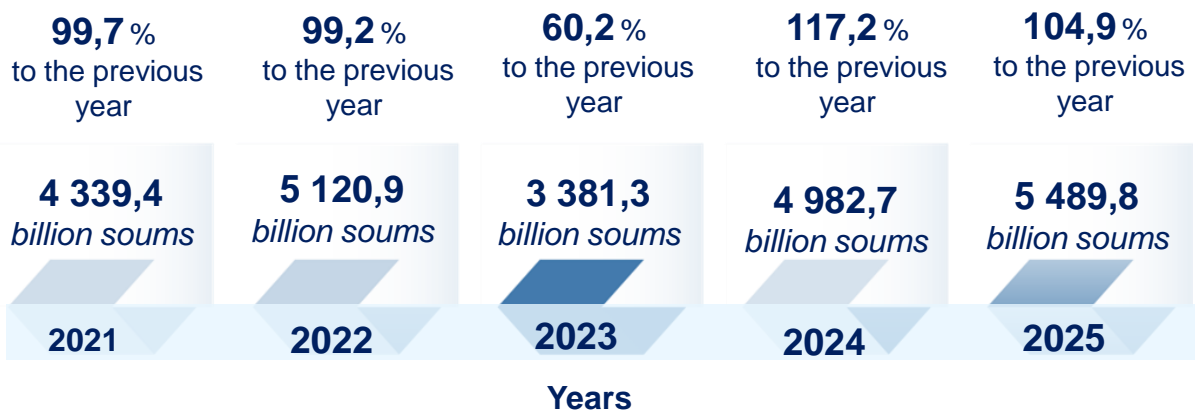 99,7 %
to the previous
year
99,2 %
to the previous
year
60,2 %
to the previous
year
117,2 %
to the previous
year
104,9 %
to the previous
year
4 339,4
billion soums
5 120,9
billion soums
3 381,3
billion soums
4 982,7
billion soums
5 489,8
billion soums
2021
2022
2023
2024
2025
Years